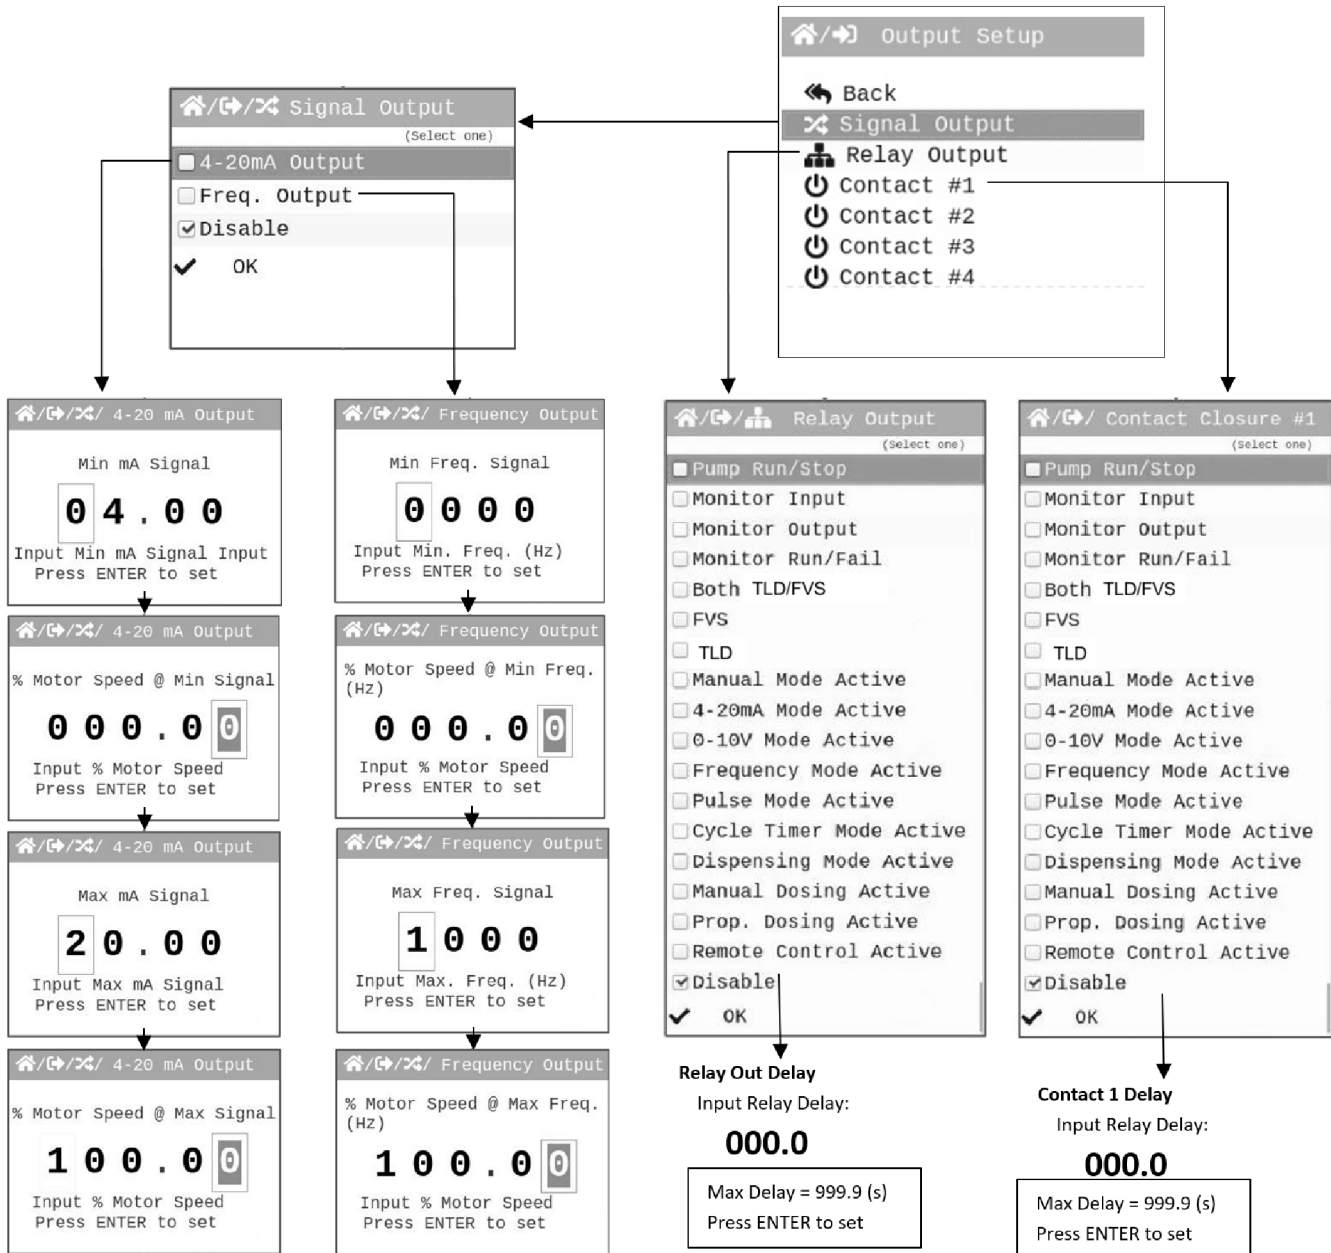 Output Setup
Back
Signal Output
Relay Output
Contact #1
Contact #2
Contact #3
Contact #4
Signal Output
(Select one)
4-20mA Output
Freq. Output
Disable
OK
4-20 mA Output
Min mA Signal
04.00
Input Min mA Signal Input
Press ENTER to set
4-20 mA Output
% Motor Speed @ Min Signal
000.00
Input % Motor Speed
Press ENTER to set
4-20 mA Output
Max mA Signal
20.00
Input Max mA Signal
Press ENTER to set
4-20 mA Output
% Motor Speed @ Max Signal
100.00
Input % Motor Speed
Press ENTER to set
Frequency Output
Min Freq. Signal
0000
Input Min. Freq. (Hz)
Press ENTER to set
Frequency Output
% Motor Speed @ Min Freq.
(Hz)
000.00
Input % Motor Speed
Press ENTER to set
Frequency Output
Max Freq. Signal
1000
Input Max. Freq. (Hz)
Press ENTER to set
Frequency Output
% Motor Speed @ Max Freq.
(Hz)
100.00
Input % Motor Speed
Press ENTER to set
Relay Output
(Select one)
Pump Run/Stop
Monitor Input
Monitor Output
Monitor Run/Fail
Both TLD/FVS
FVS
TLD
Manual Mode Active
4-20mA Mode Active
0-10V Mode Active
Frequency Mode Active
Pulse Mode Active
Cycle Timer Mode Active
Dispensing Mode Active
Manual Dosing Active
Prop. Dosing Active
Remote Control Active
Disable
OK
Relay Out Delay
Input Relay Delay:
000.0
Max Delay = 999.9 (s)
Press ENTER to set
Contact Closure #1
(Select one)
Pump Run/Stop
Monitor Input
Monitor Output
Monitor Run/Fail
Both TLD/FVS
FVS
TLD
Manual Mode Active
4-20mA Mode Active
0-10V Mode Active
Frequency Mode Active
Pulse Mode Active
Cycle Timer Mode Active
Dispensing Mode Active
Manual Dosing Active
Prop. Dosing Active
Remote Control Active
Disable
OK
Contact 1 Delay
Input Relay Delay:
000.0
Max Delay = 999.9 (s)
Press ENTER to set